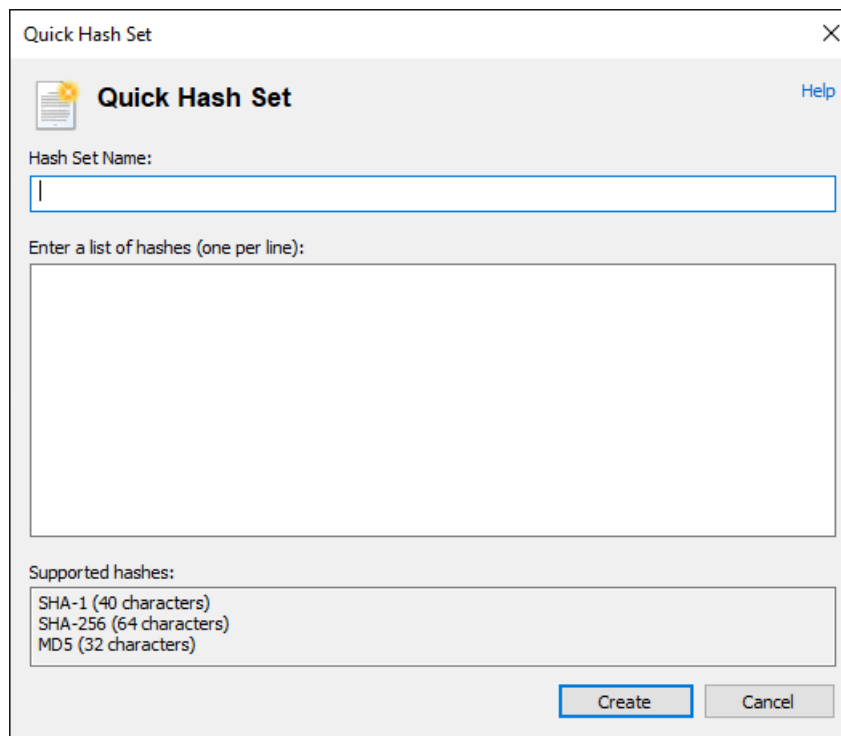 Quick Hash Set
Quick Hash Set
Help
Hash Set Name:
Enter a list of hashes (one per line):
Supported hashes:
SHA-1 (40 characters)
SHA-256 (64 characters)
MD5 (32 characters)
Create
Cancel